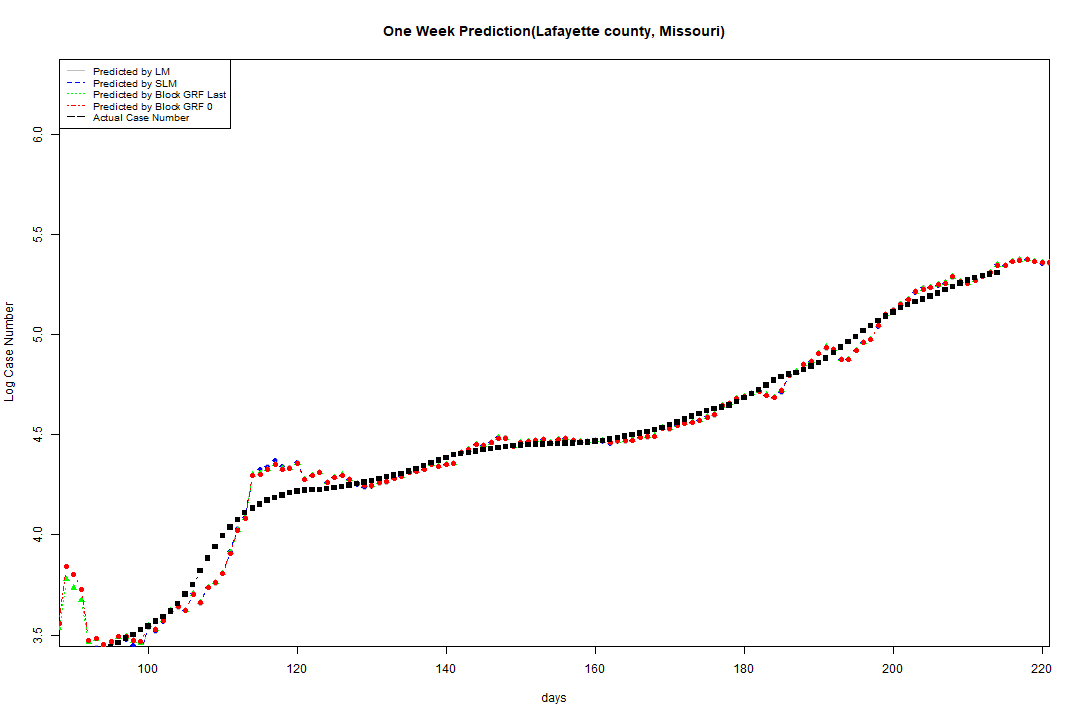 One Week Prediction(Lafayette county, Missouri)
Predicted by LM
Predicted by SLM
Predicted by Block GRF Last
Predicted by Block GRF 0
Actual Case Number
6.0
5.5
5.0
4.5
4.0
3.5
Log Case Number
100 120 140 160 180 200 220
days